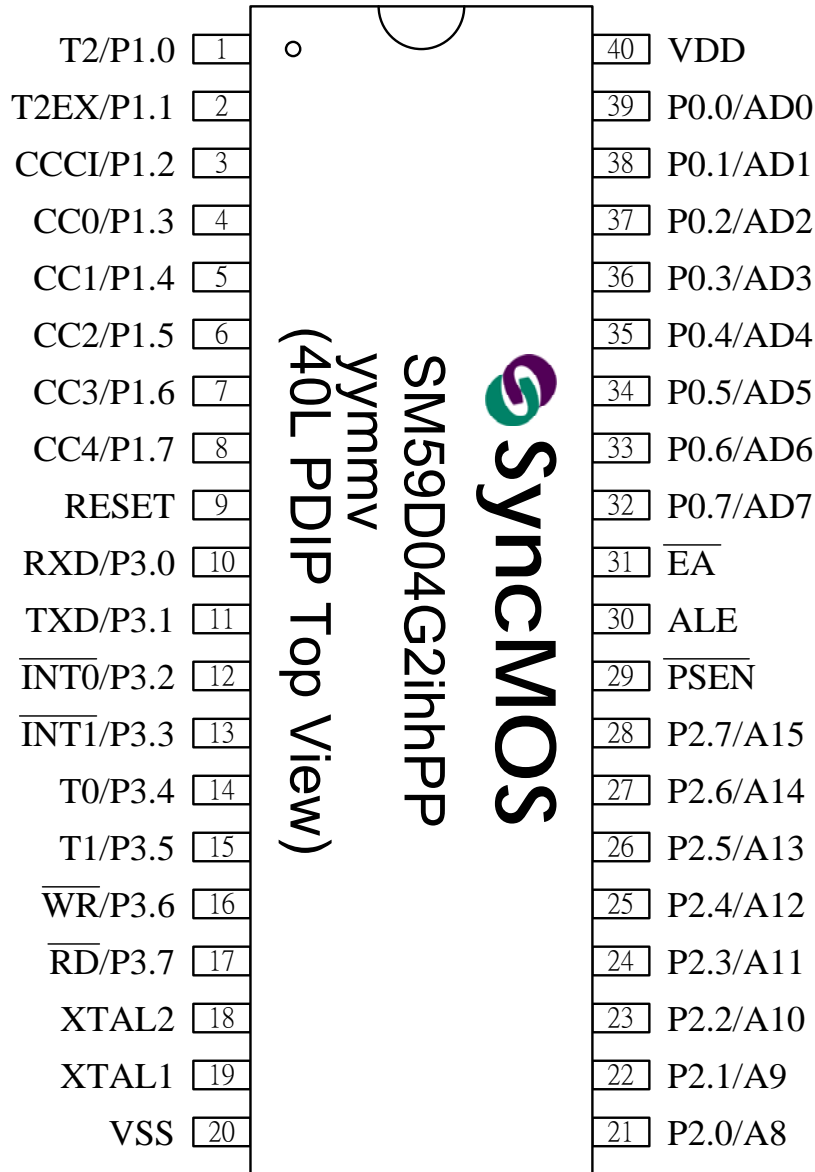 T2/P1.0 1
T2EX/P1.1 2
CCCI/P1.2 3
CC0/P1.3 4
CC1/P1.4 5
CC2/P1.5 6
CC3/P1.6 7
CC4/P1.7 8
RESET 9
RXD/P3.0 10
TXD/P3.1 11
I̅N̅T̅0̅/P3.2 12
I̅N̅T̅1̅/P3.3 13
T0/P3.4 14
T1/P3.5 15
W̅R̅/P3.6 16
R̅D̅/P3.7 17
XTAL2 18
XTAL1 19
VSS 20
SyncMOS
SM59D04G2ihhPP
yymmv
(40L PDIP Top View)
40 VDD
39 P0.0/AD0
38 P0.1/AD1
37 P0.2/AD2
36 P0.3/AD3
35 P0.4/AD4
34 P0.5/AD5
33 P0.6/AD6
32 P0.7/AD7
31 E̅A̅
30 ALE
29 P̅S̅E̅N̅
28 P2.7/A15
27 P2.6/A14
26 P2.5/A13
25 P2.4/A12
24 P2.3/A11
23 P2.2/A10
22 P2.1/A9
21 P2.0/A8